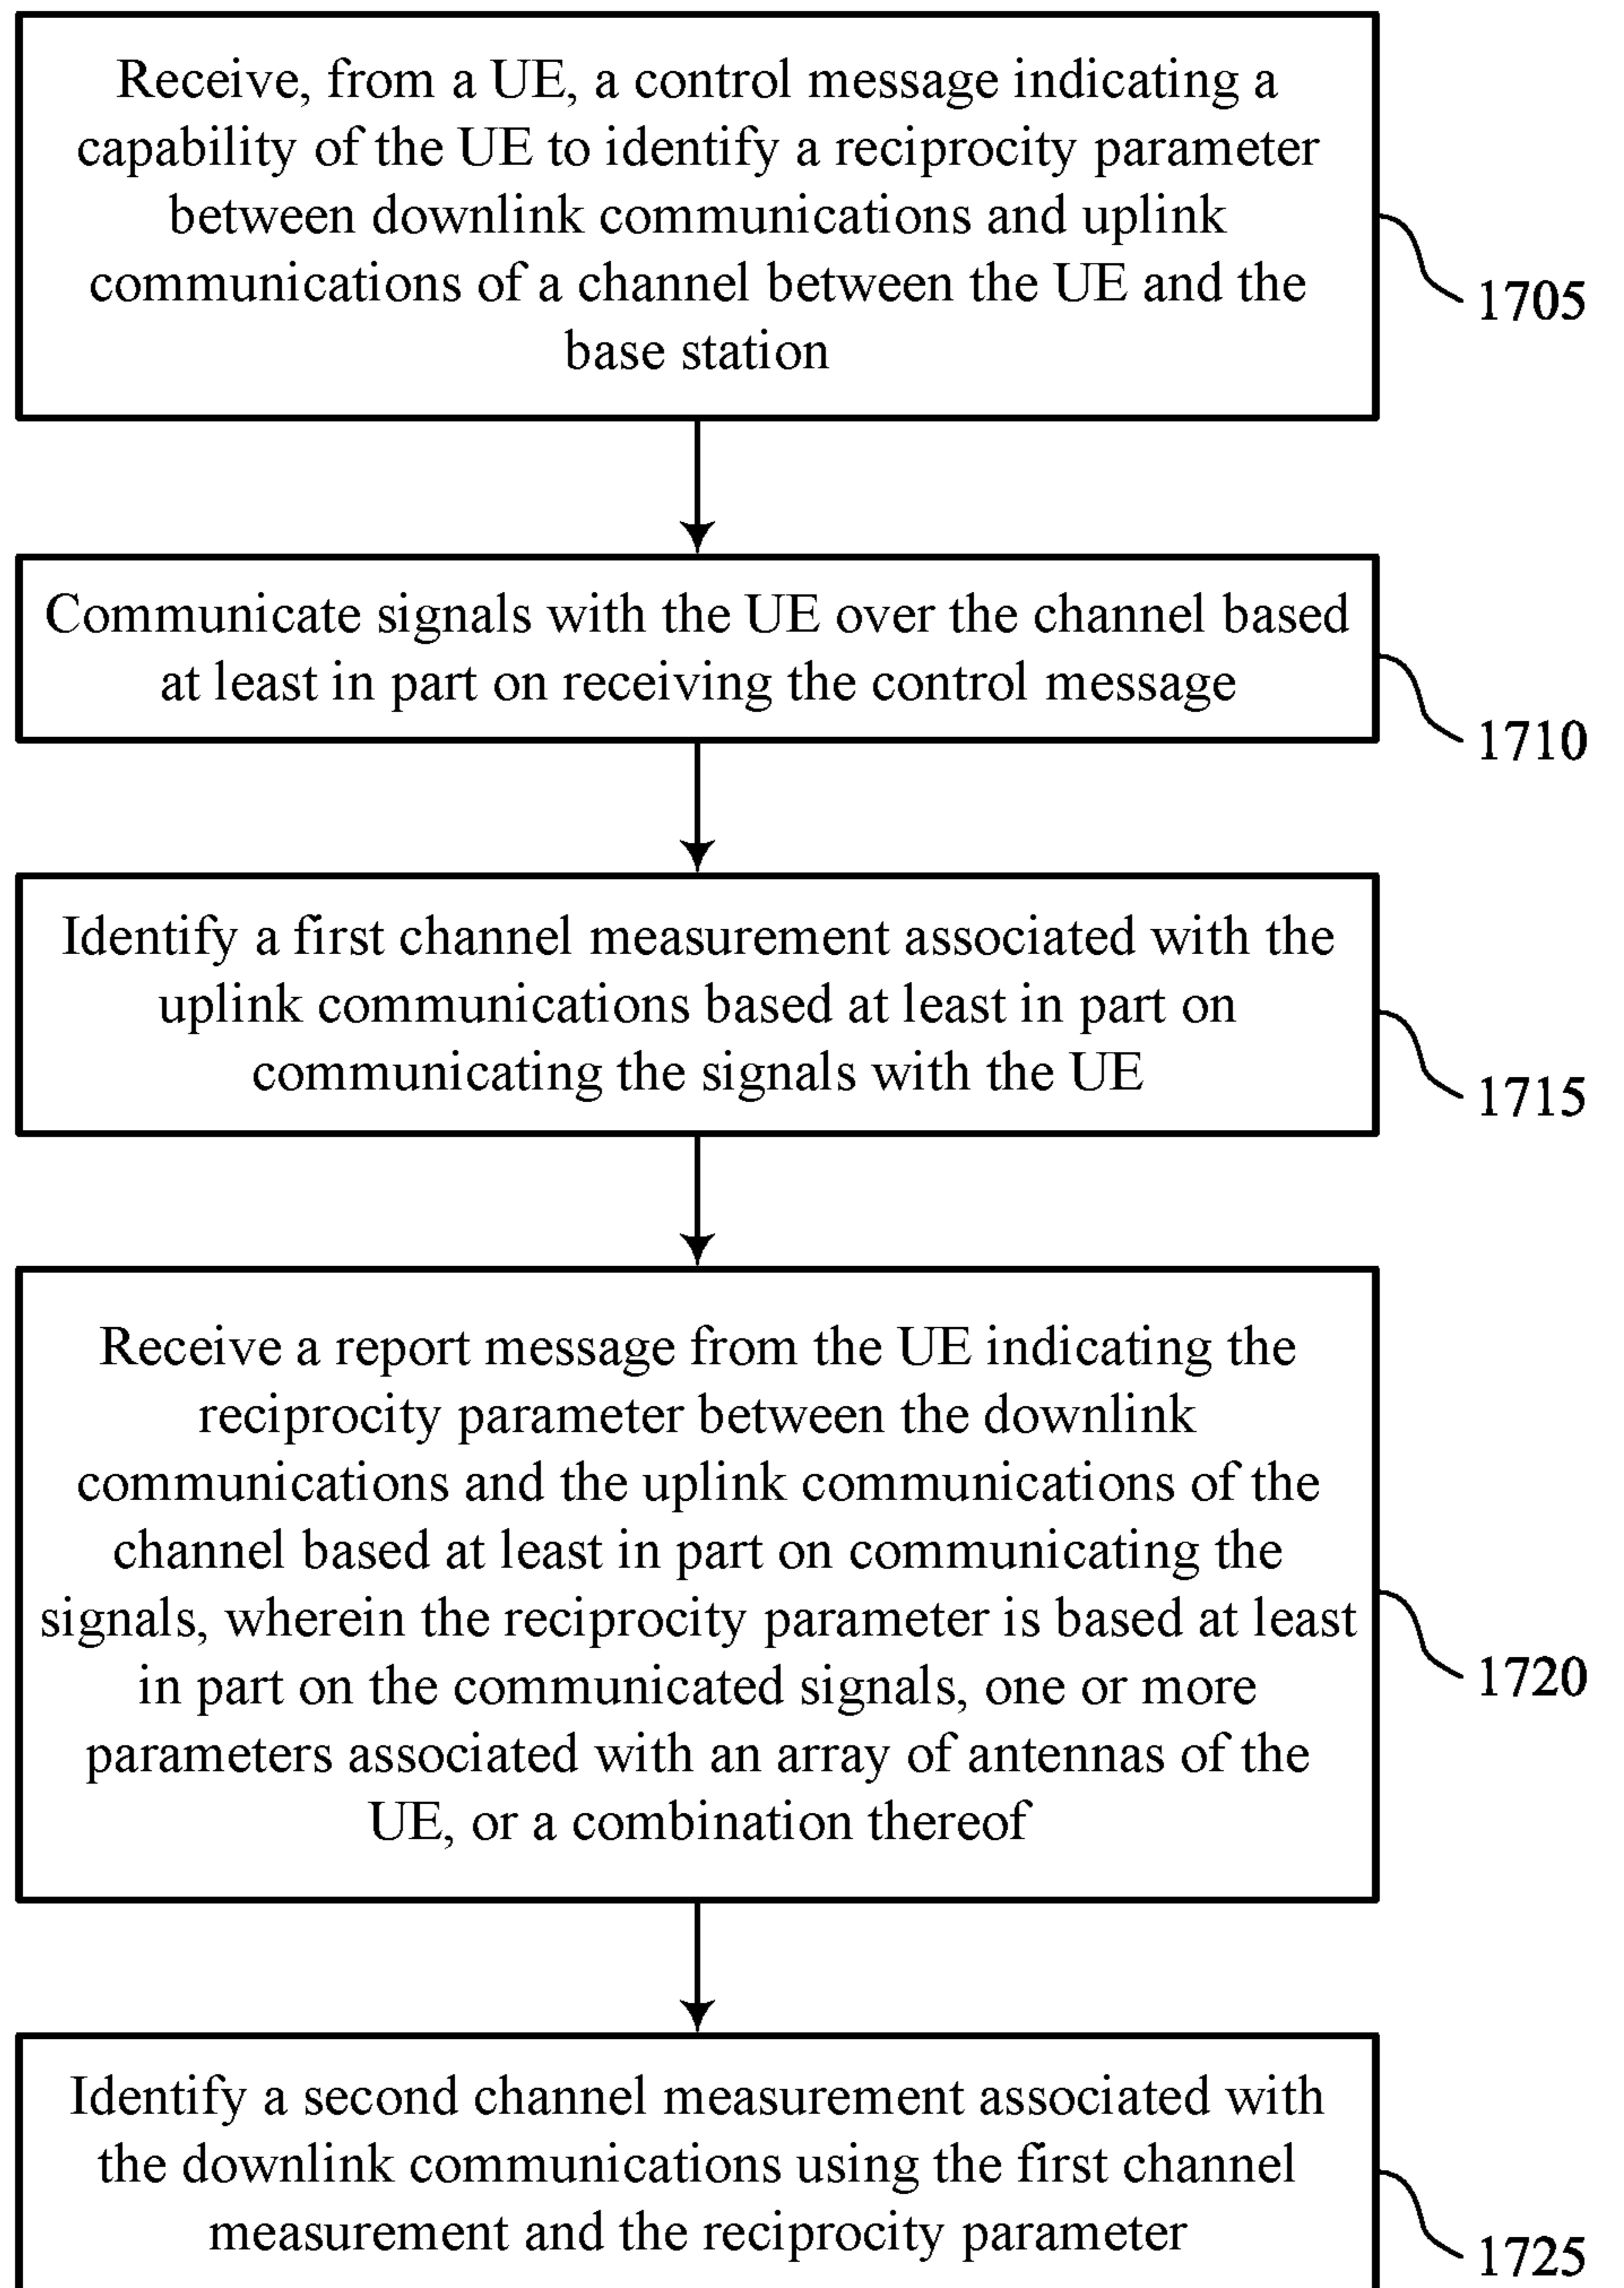 Receive, from a UE, a control message indicating a
capability of the UE to identify a reciprocity parameter
between downlink communications and uplink
communications of a channel between the UE and the
base station
1705
Communicate signals with the UE over the channel based
at least in part on receiving the control message
1710
Identify a first channel measurement associated with the
uplink communications based at least in part on
communicating the signals with the UE
1715
Receive a report message from the UE indicating the
reciprocity parameter between the downlink
communications and the uplink communications of the
channel based at least in part on communicating the
signals, wherein the reciprocity parameter is based at least
in part on the communicated signals, one or more
parameters associated with an array of antennas of the
UE, or a combination thereof
1720
Identify a second channel measurement associated with
the downlink communications using the first channel
measurement and the reciprocity parameter
1725